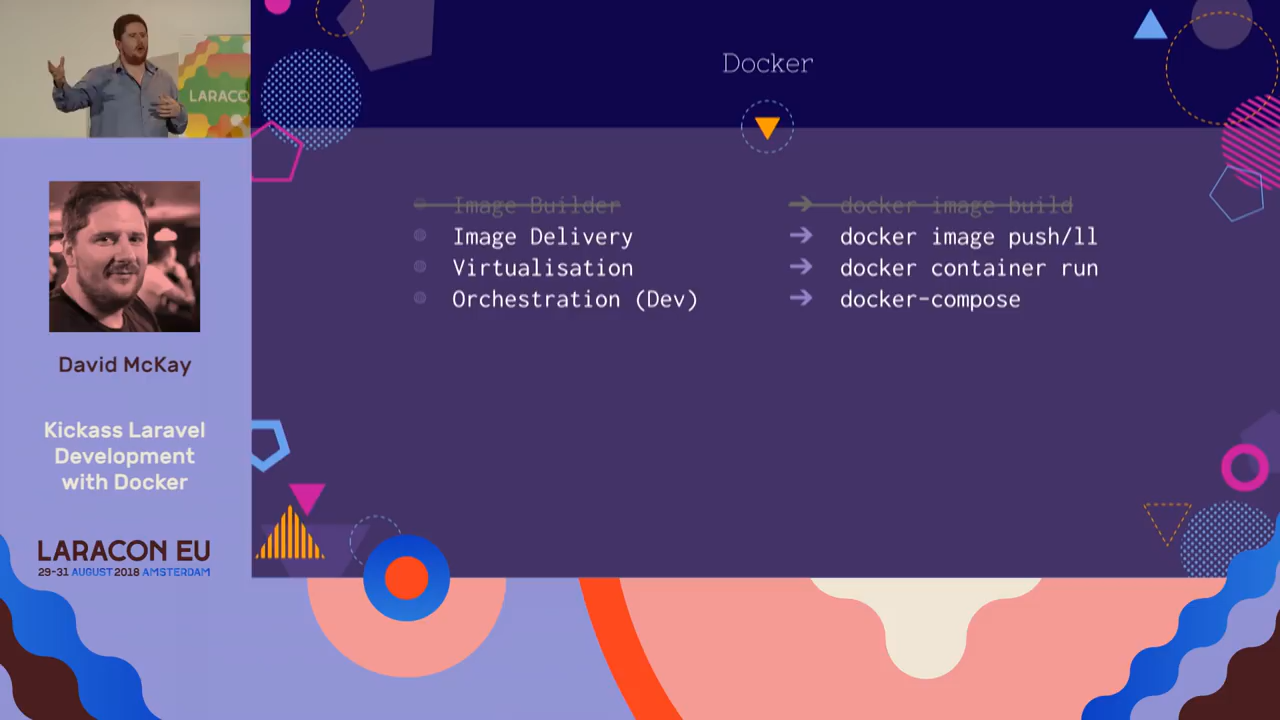 LARACO
David McKay
Kickass Laravel
Development
with Docker
LARACON EU
29-31 AUGUST 2018 AMSTERDAM
Docker
Image Builder → docker image build
Image Delivery → docker image push/ll
Virtualisation → docker container run
Orchestration (Dev) → docker-compose